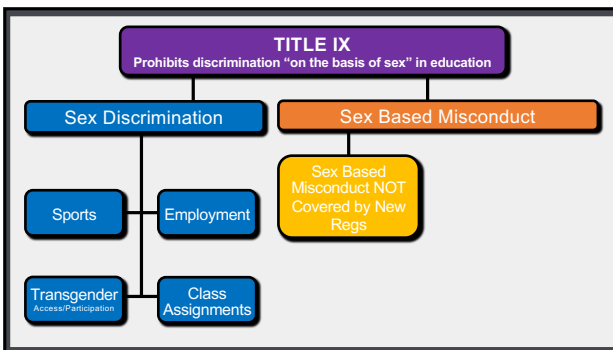 TITLE IX
Prohibits discrimination “on the basis of sex” in education
Sex Discrimination
Sex Based Misconduct
Sex Based
Misconduct NOT
Covered by New
Regs
Sports
Employment
Transgender
Access/Participation
Class
Assignments